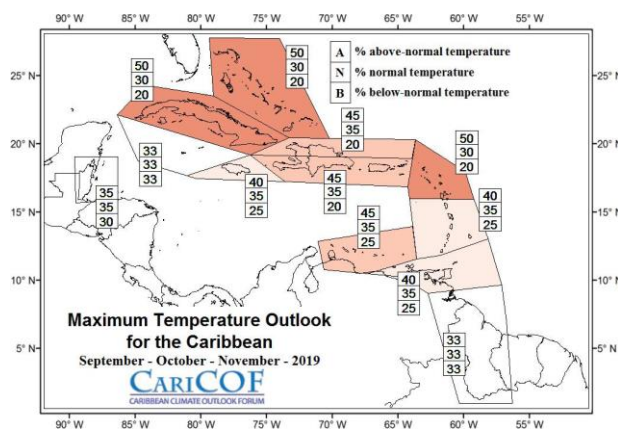 A % above-normal temperature
N % normal temperature
B % below-normal temperature
50
30
20
50
30
20
45
35
20
50
30
20
33
33
33
40
35
25
45
35
20
40
35
25
35
35
30
45
35
25
40
35
25
33
33
33
25° N
20° N
15° N
10° N
5° N
25° N
20° N
15° N
10° N
5° N
Maximum Temperature Outlook
for the Caribbean
September - October - November - 2019
CARICOF
CARIBBEAN CLIMATE OUTLOOK FORUM
90° W
85° W
80° W
75° W
70° W
65° W
60° W
55° W
90° W
85° W
80° W
75° W
70° W
65° W
60° W
55° W